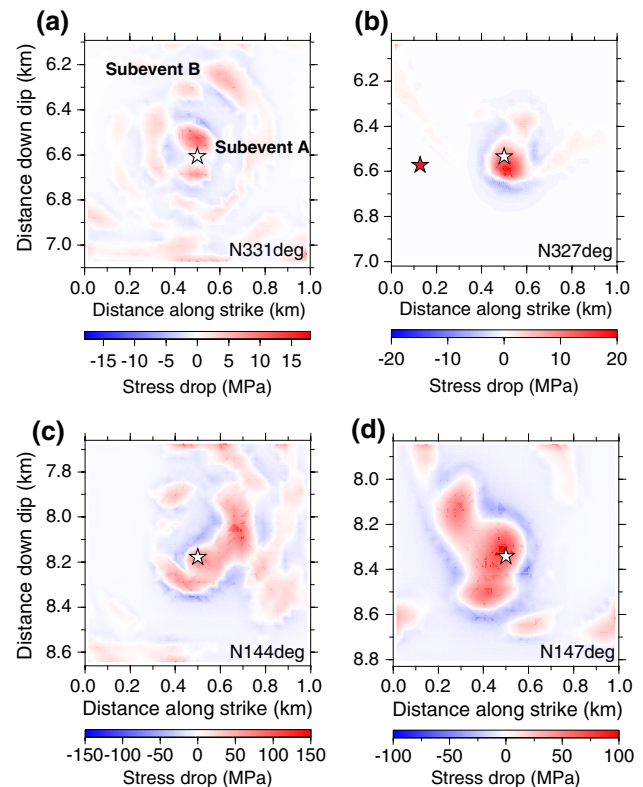 (a)
Distance down dip (km)
6.2
6.4
6.6
6.8
7.0
Subevent B
Subevent A
N331deg
0.0 0.2 0.4 0.6 0.8 1.0
Distance along strike (km)
-15 -10 -5 0 5 10 15
Stress drop (MPa)
(b)
6.2
6.4
6.6
6.8
7.0
N327deg
0.0 0.2 0.4 0.6 0.8 1.0
Distance along strike (km)
-20 -10 0 10 20
Stress drop (MPa)
(c)
Distance down dip (km)
7.8
8.0
8.2
8.4
8.6
N144deg
0.0 0.2 0.4 0.6 0.8 1.0
Distance along strike (km)
-150 -100 -50 0 50 100 150
Stress drop (MPa)
(d)
8.0
8.2
8.4
8.6
8.8
N147deg
0.0 0.2 0.4 0.6 0.8 1.0
Distance along strike (km)
-100 -50 0 50 100
Stress drop (MPa)